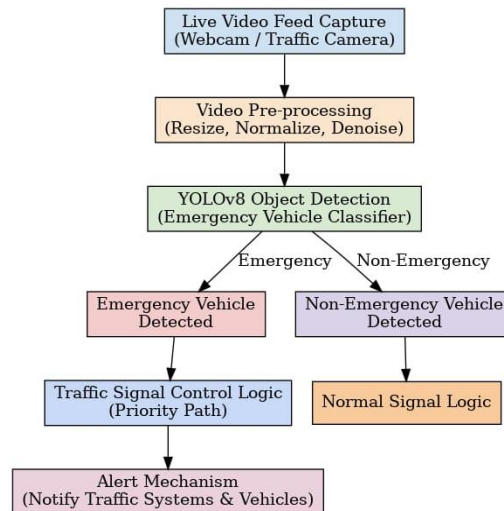 Live Video Feed Capture
(Webcam / Traffic Camera)
Video Pre-processing
(Resize, Normalize, Denoise)
YOLOv8 Object Detection
(Emergency Vehicle Classifier)
Emergency
Non-Emergency
Emergency Vehicle
Detected
Non-Emergency Vehicle
Detected
Traffic Signal Control Logic
(Priority Path)
Normal Signal Logic
Alert Mechanism
(Notify Traffic Systems & Vehicles)